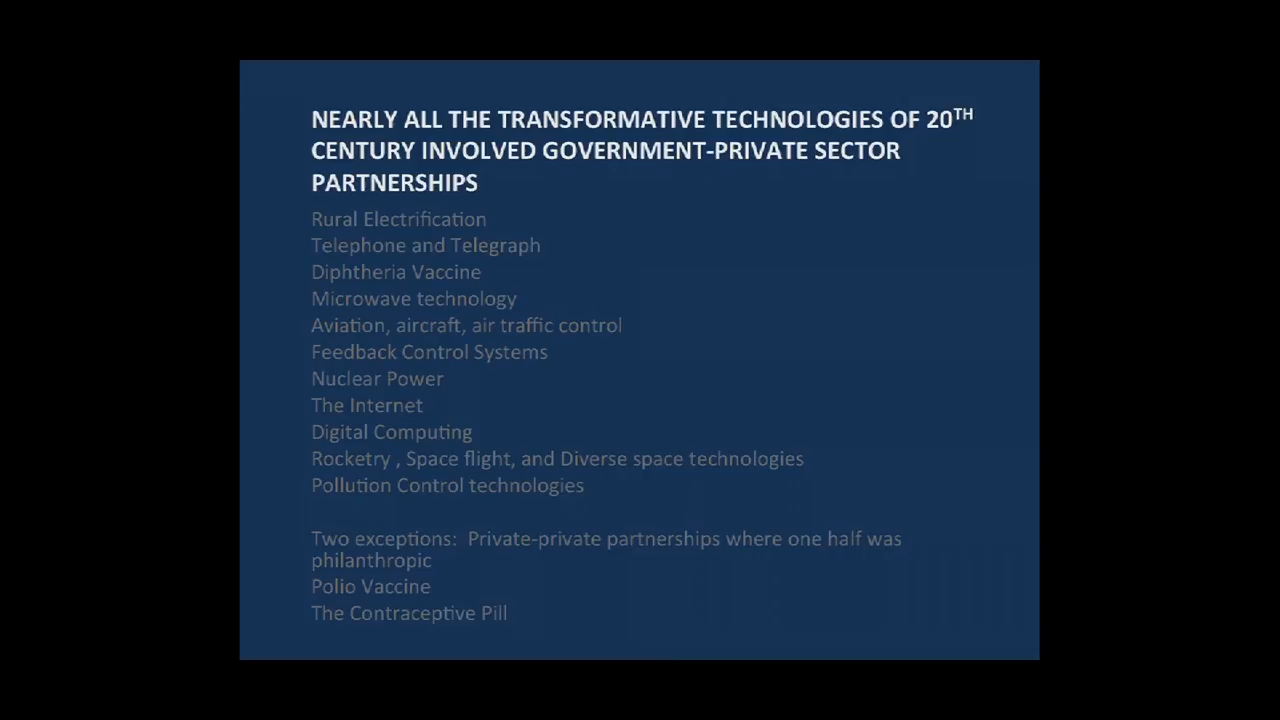 NEARLY ALL THE TRANSFORMATIVE TECHNOLOGIES OF 20TH
CENTURY INVOLVED GOVERNMENT-PRIVATE SECTOR
PARTNERSHIPS
Rural Electrification
Telephone and Telegraph
Diphtheria Vaccine
Microwave technology
Aviation, aircraft, air traffic control
Feedback Control Systems
Nuclear Power
The Internet
Digital Computing
Rocketry , Space flight, and Diverse space technologies
Pollution Control technologies
Two exceptions:  Private-private partnerships where one half was
philanthropic
Polio Vaccine
The Contraceptive Pill